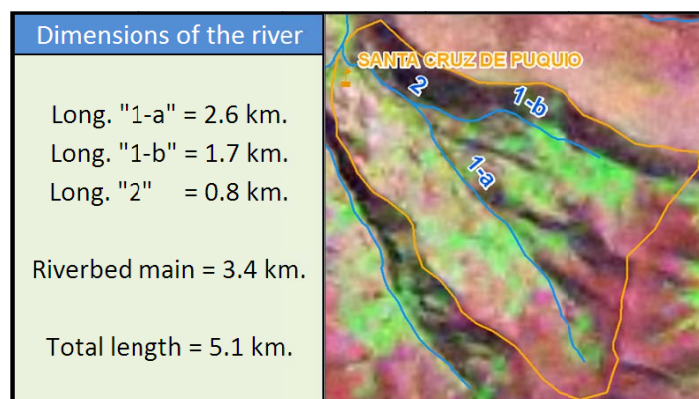 Dimensions of the river
Long. "1-a" = 2.6 km.
Long. "1-b" = 1.7 km.
Long. "2" = 0.8 km.
Riverbed main = 3.4 km.
Total length = 5.1 km.
SANTA CRUZ DE PUQUIO
2
1-b
1-a